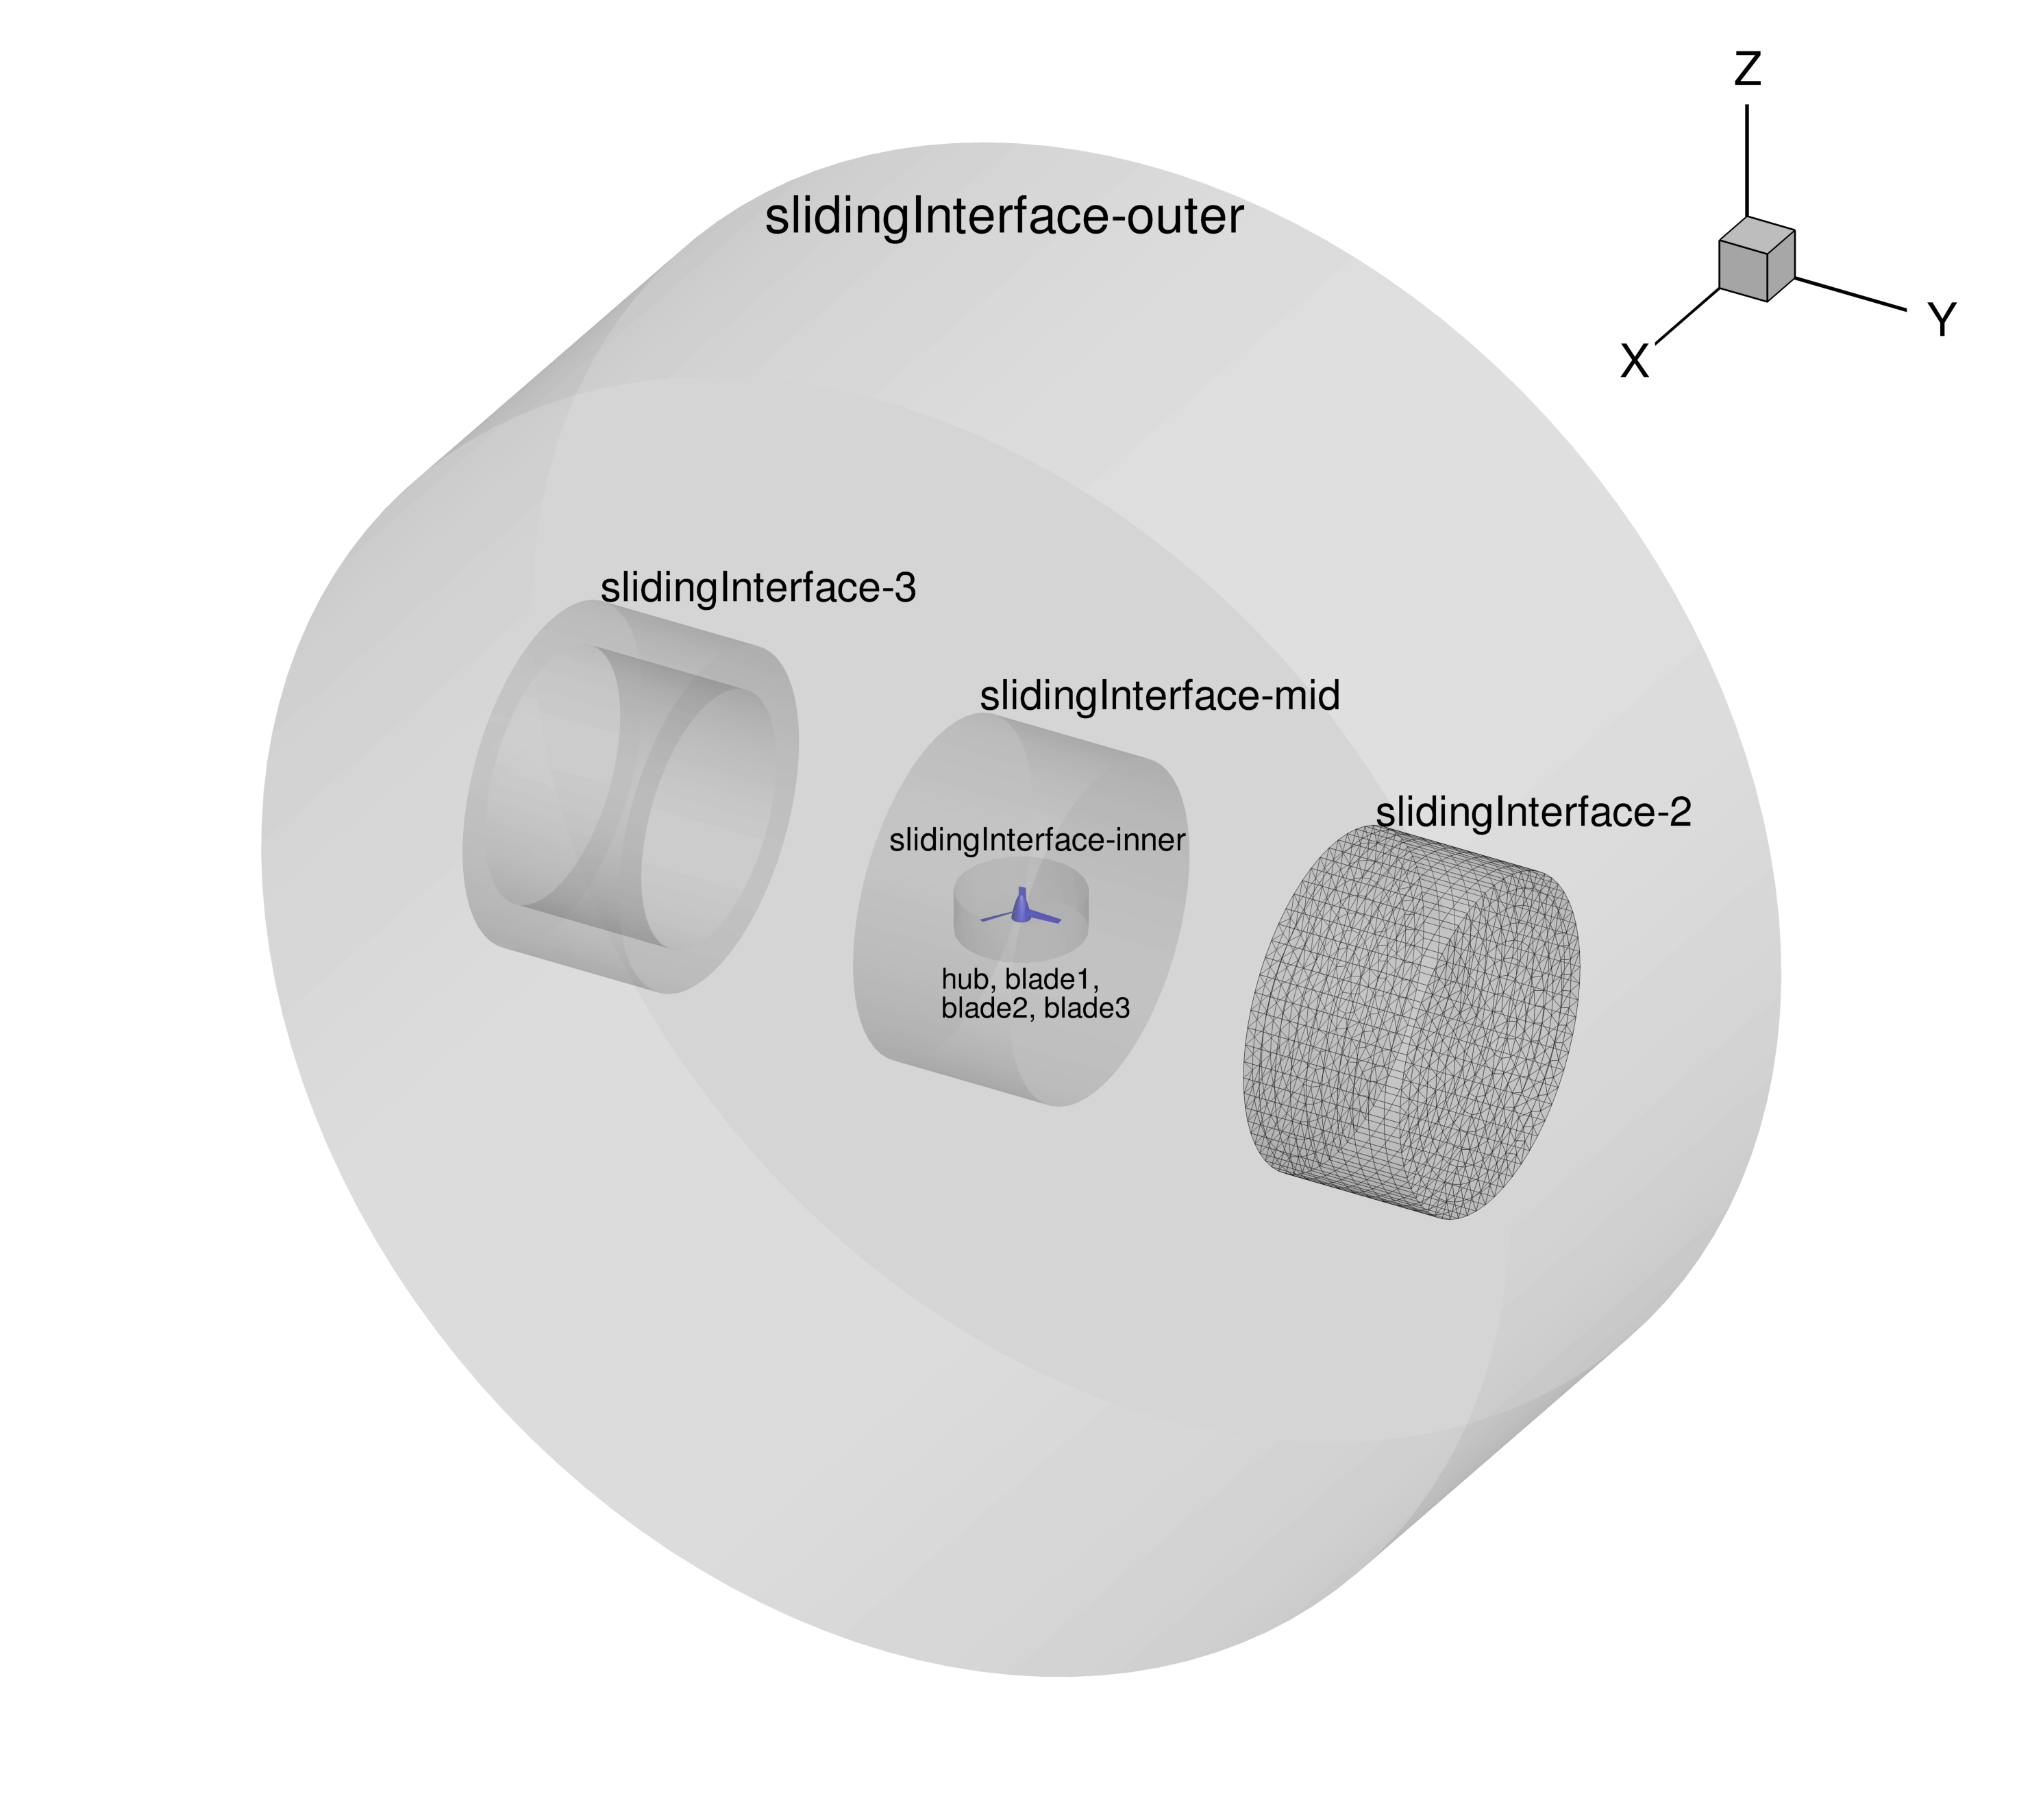 Z
slidingInterface-outer
Y
X
slidingInterface-3
slidingInterface-mid
slidingInterface-2
slidingInterface-inner
hub, blade1,
blade2, blade3